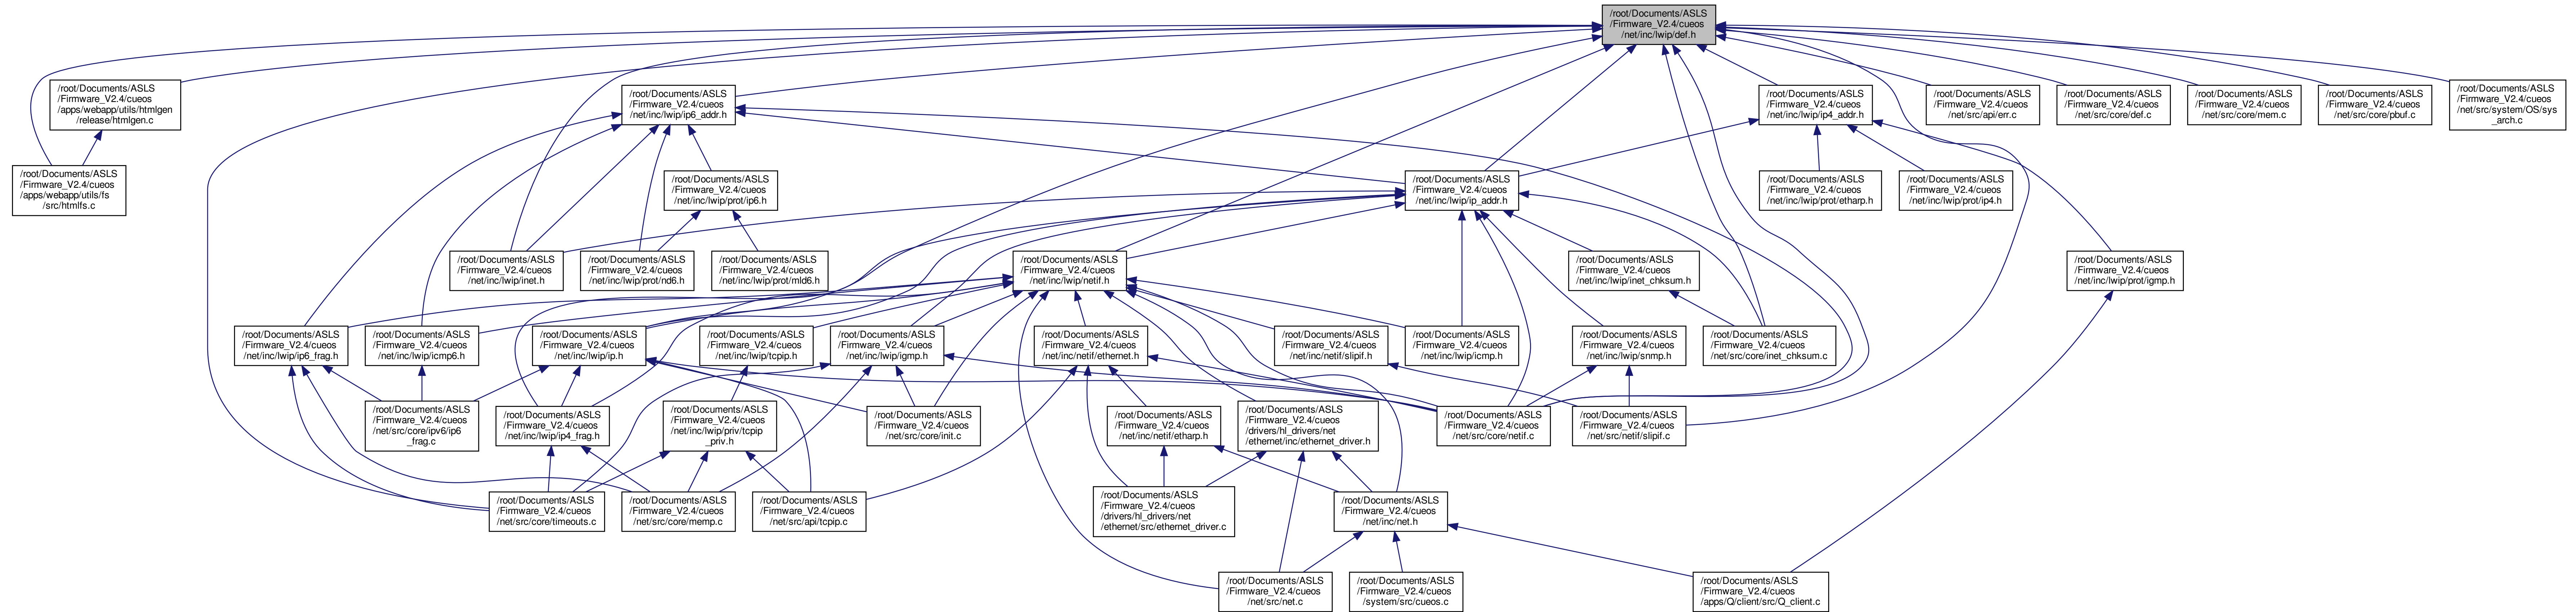 /root/Documents/ASLS
/Firmware_V2.4/cueos
/net/inc/lwip/def.h
/root/Documents/ASLS
/Firmware_V2.4/cueos
/apps/webapp/utils/htmlgen
/release/htmlgen.c
/root/Documents/ASLS
/Firmware_V2.4/cueos
/net/inc/lwip/ip6_addr.h
/root/Documents/ASLS
/Firmware_V2.4/cueos
/net/inc/lwip/ip4_addr.h
/root/Documents/ASLS
/Firmware_V2.4/cueos
/net/src/api/err.c
/root/Documents/ASLS
/Firmware_V2.4/cueos
/net/src/core/def.c
/root/Documents/ASLS
/Firmware_V2.4/cueos
/net/src/core/mem.c
/root/Documents/ASLS
/Firmware_V2.4/cueos
/net/src/core/pbuf.c
/root/Documents/ASLS
/Firmware_V2.4/cueos
/net/src/system/OS/sys
_arch.c
/root/Documents/ASLS
/Firmware_V2.4/cueos
/apps/webapp/utils/fs
/src/htmlfs.c
/root/Documents/ASLS
/Firmware_V2.4/cueos
/net/inc/lwip/prot/ip6.h
/root/Documents/ASLS
/Firmware_V2.4/cueos
/net/inc/lwip/ip_addr.h
/root/Documents/ASLS
/Firmware_V2.4/cueos
/net/inc/lwip/prot/etharp.h
/root/Documents/ASLS
/Firmware_V2.4/cueos
/net/inc/lwip/prot/ip4.h
/root/Documents/ASLS
/Firmware_V2.4/cueos
/net/inc/lwip/inet.h
/root/Documents/ASLS
/Firmware_V2.4/cueos
/net/inc/lwip/prot/nd6.h
/root/Documents/ASLS
/Firmware_V2.4/cueos
/net/inc/lwip/prot/mld6.h
/root/Documents/ASLS
/Firmware_V2.4/cueos
/net/inc/lwip/netif.h
/root/Documents/ASLS
/Firmware_V2.4/cueos
/net/inc/lwip/inet_chksum.h
/root/Documents/ASLS
/Firmware_V2.4/cueos
/net/inc/lwip/prot/igmp.h
/root/Documents/ASLS
/Firmware_V2.4/cueos
/net/inc/lwip/ip6_frag.h
/root/Documents/ASLS
/Firmware_V2.4/cueos
/net/inc/lwip/icmp6.h
/root/Documents/ASLS
/Firmware_V2.4/cueos
/net/inc/lwip/ip.h
/root/Documents/ASLS
/Firmware_V2.4/cueos
/net/inc/lwip/tcpip.h
/root/Documents/ASLS
/Firmware_V2.4/cueos
/net/inc/lwip/igmp.h
/root/Documents/ASLS
/Firmware_V2.4/cueos
/net/inc/netif/ethernet.h
/root/Documents/ASLS
/Firmware_V2.4/cueos
/net/inc/netif/slipif.h
/root/Documents/ASLS
/Firmware_V2.4/cueos
/net/inc/lwip/icmp.h
/root/Documents/ASLS
/Firmware_V2.4/cueos
/net/inc/lwip/snmp.h
/root/Documents/ASLS
/Firmware_V2.4/cueos
/net/src/core/inet_chksum.c
/root/Documents/ASLS
/Firmware_V2.4/cueos
/net/src/core/ipv6/ip6
_frag.c
/root/Documents/ASLS
/Firmware_V2.4/cueos
/net/inc/lwip/ip4_frag.h
/root/Documents/ASLS
/Firmware_V2.4/cueos
/net/inc/lwip/priv/tcpip
_priv.h
/root/Documents/ASLS
/Firmware_V2.4/cueos
/net/src/core/init.c
/root/Documents/ASLS
/Firmware_V2.4/cueos
/net/inc/netif/etharp.h
/root/Documents/ASLS
/Firmware_V2.4/cueos
/drivers/hl_drivers/net
/ethernet/inc/ethernet_driver.h
/root/Documents/ASLS
/Firmware_V2.4/cueos
/net/src/core/netif.c
/root/Documents/ASLS
/Firmware_V2.4/cueos
/net/src/netif/slipif.c
/root/Documents/ASLS
/Firmware_V2.4/cueos
/net/src/core/timeouts.c
/root/Documents/ASLS
/Firmware_V2.4/cueos
/net/src/core/memp.c
/root/Documents/ASLS
/Firmware_V2.4/cueos
/net/src/api/tcpip.c
/root/Documents/ASLS
/Firmware_V2.4/cueos
/drivers/hl_drivers/net
/ethernet/src/ethernet_driver.c
/root/Documents/ASLS
/Firmware_V2.4/cueos
/net/inc/net.h
/root/Documents/ASLS
/Firmware_V2.4/cueos
/net/src/net.c
/root/Documents/ASLS
/Firmware_V2.4/cueos
/system/src/cueos.c
/root/Documents/ASLS
/Firmware_V2.4/cueos
/apps/Q/client/src/Q_client.c